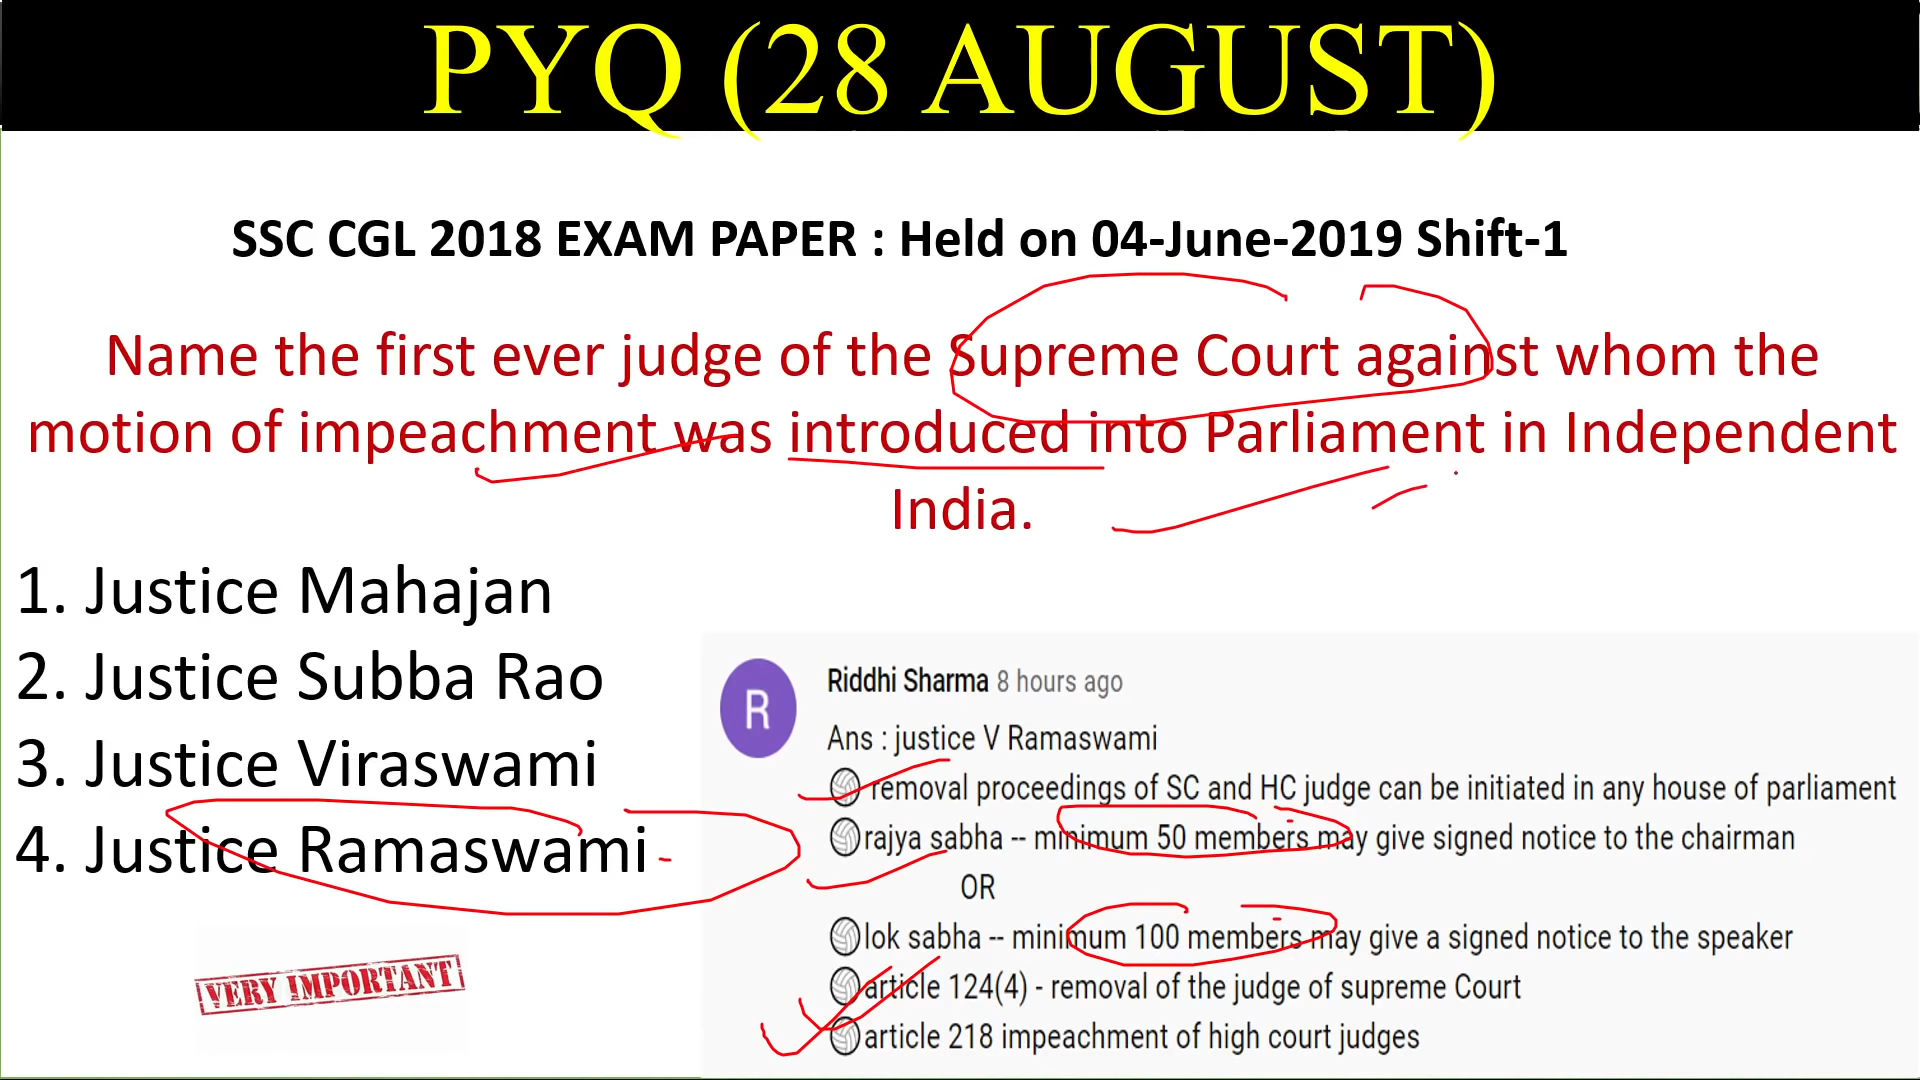 PYQ (28 AUGUST)
SSC CGL 2018 EXAM PAPER : Held on 04-June-2019 Shift-1
Name the first ever judge of the Supreme Court against whom the
motion of impeachment was introduced into Parliament in Independent
India.
1. Justice Mahajan
2. Justice Subba Rao
3. Justice Viraswami
4. Justice Ramaswami
VERY IMPORTANT
R
Riddhi Sharma 8 hours ago
Ans : justice V Ramaswami
removal proceedings of SC and HC judge can be initiated in any house of parliament
rajya sabha -- minimum 50 members may give signed notice to the chairman
OR
lok sabha -- minimum 100 members may give a signed notice to the speaker
article 124(4) - removal of the judge of supreme Court
article 218 impeachment of high court judges